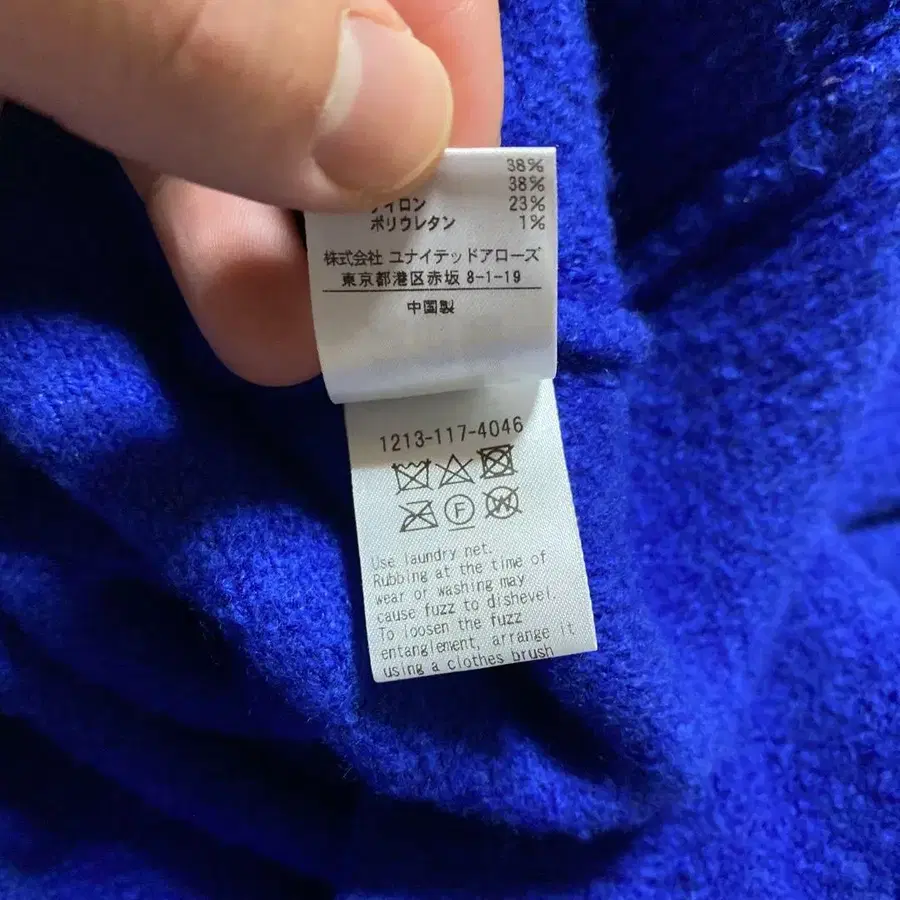 38%
38%
ナイロン 23%
ポリウレタン 1%
株式会社 ユナイテッドアローズ
東京都港区赤坂 8-1-19
中国製
1213-117-4046
F
W
Use laundry net.
Rubbing at the time of
wear or washing may
cause fuzz to dishevel.
To loosen the fuzz
entanglement, arrange it
using a clothes brush